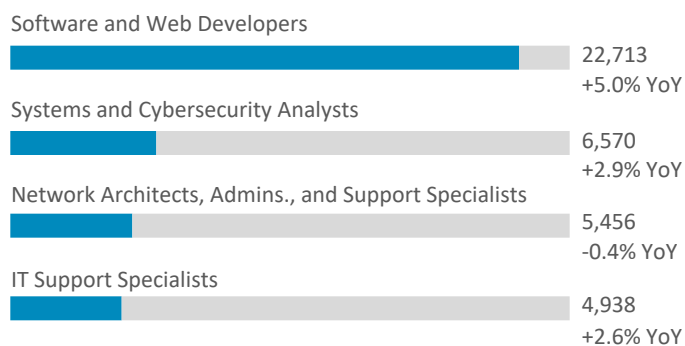 Software and Web Developers
22,713
+5.0% YoY
Systems and Cybersecurity Analysts
6,570
+2.9% YoY
Network Architects, Admins., and Support Specialists
5,456
-0.4% YoY
IT Support Specialists
4,938
+2.6% YoY